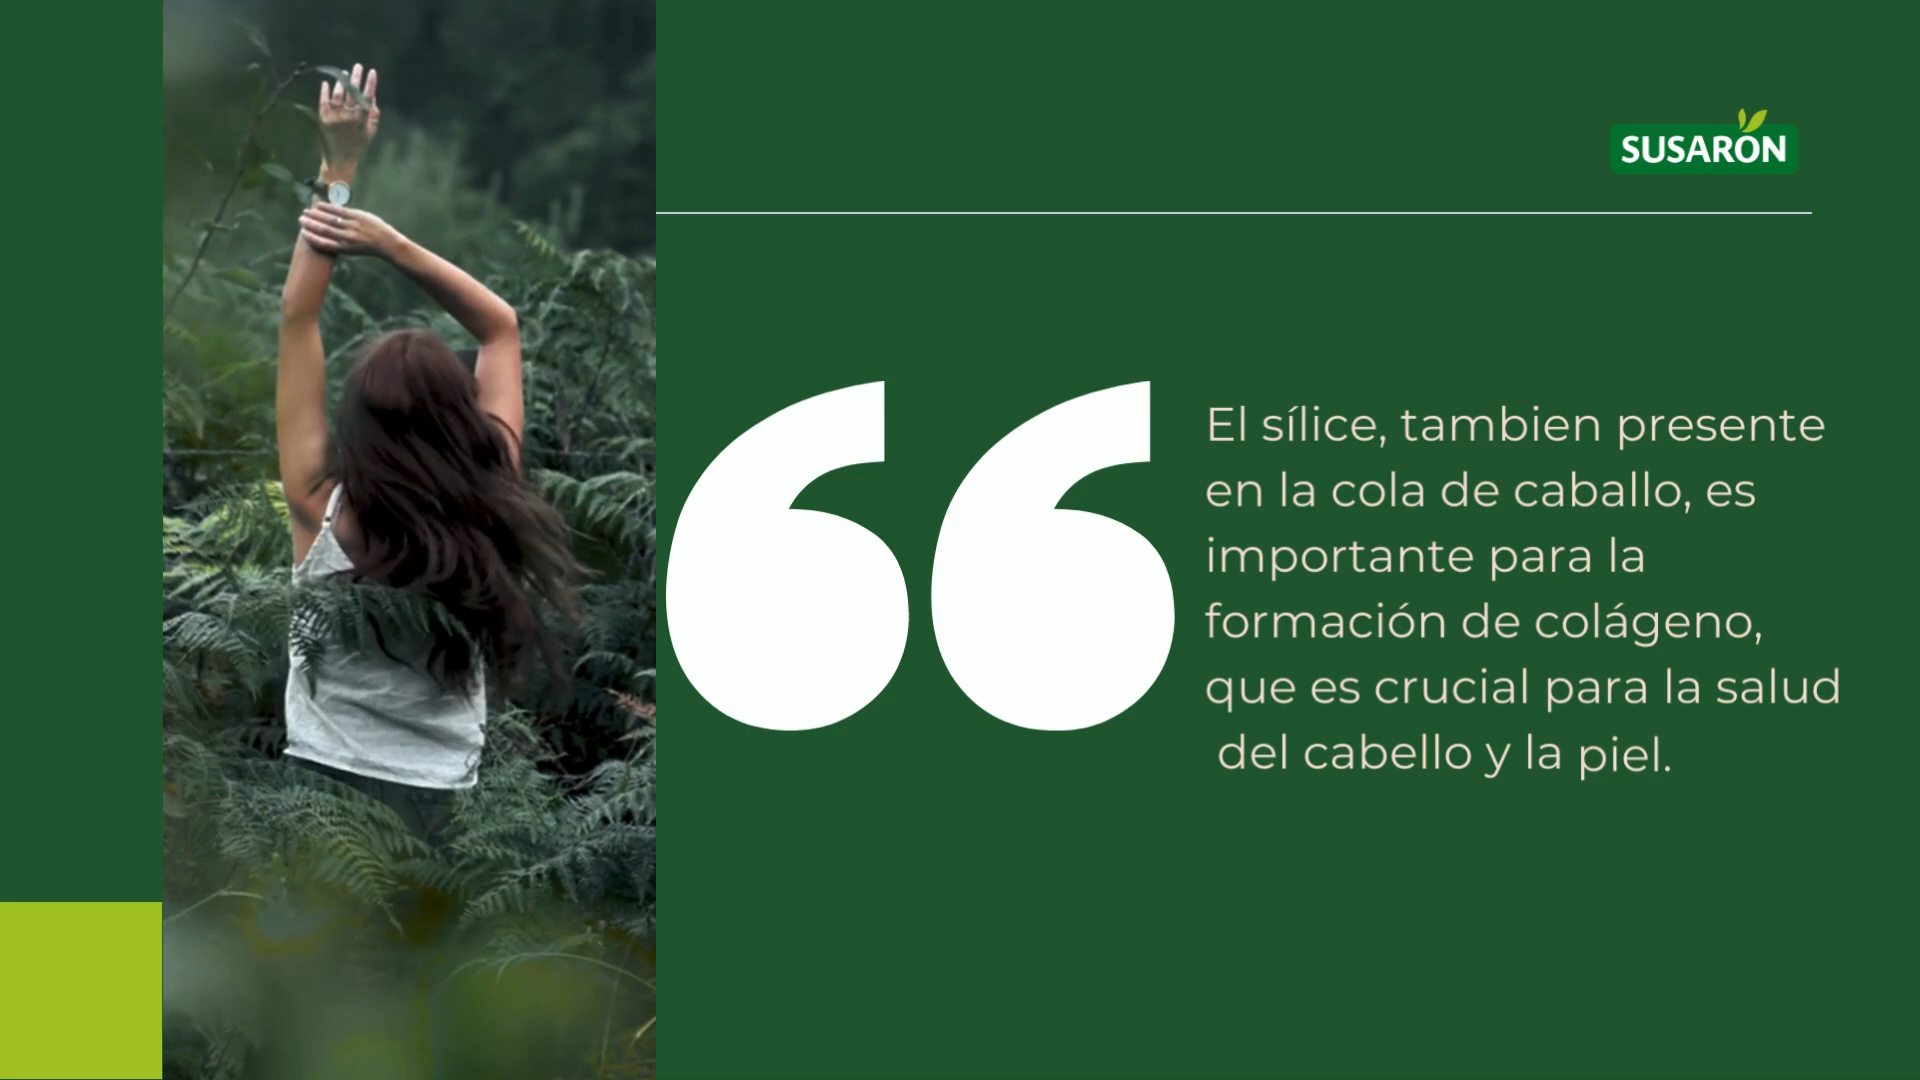 SUSARÓN
El sílice, tambien presente
en la cola de caballo, es
importante para la
formación de colágeno,
que es crucial para la salud
del cabello y la piel.